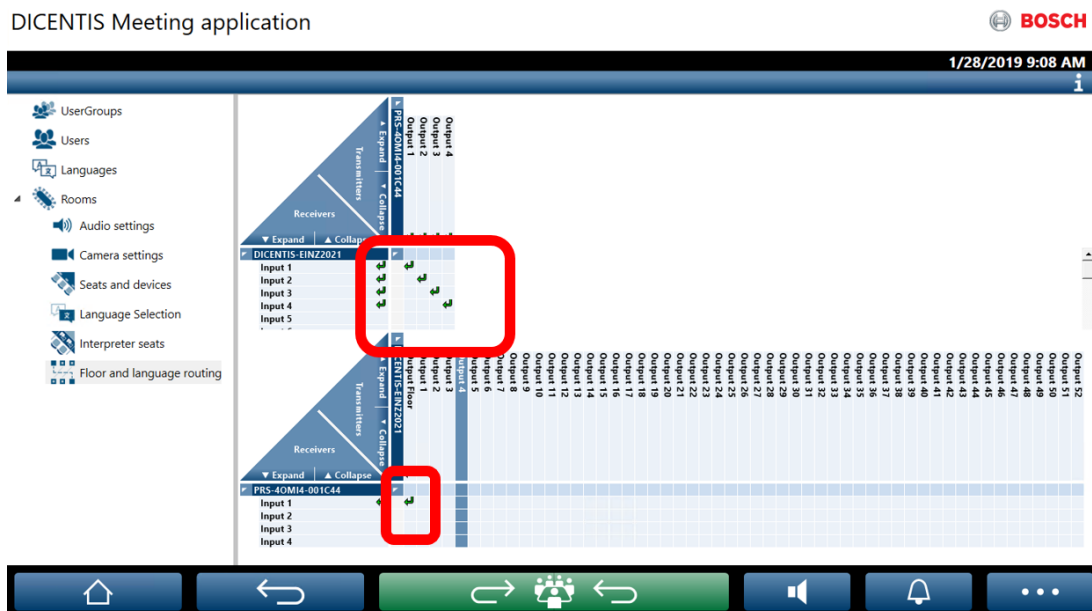 DICENTIS Meeting application
BOSCH
1/28/2019 9:08 AM
UserGroups
Users
Languages
Rooms
Audio settings
Camera settings
Seats and devices
Language Selection
Interpreter seats
Floor and language routing
Transmitters
Receivers
Expand
Collapse
PRS-4OMI4-001C44
Output 1
Output 2
Output 3
Output 4
Expand
DICENTIS-EINZ2021
Input 1
Input 2
Input 3
Input 4
Input 5
Transmitters
Receivers
Expand
Collapse
Output Floor
Output 1
Output 2
Output 3
Output 4
Output 5
Output 6
Output 7
Output 8
Output 9
Output 10
Output 11
Output 12
Output 13
Output 14
Output 15
Output 16
Output 17
Output 18
Output 19
Output 20
Output 21
Output 22
Output 23
Output 24
Output 25
Output 26
Output 27
Output 28
Output 29
Output 30
Output 31
Output 32
Output 33
Output 34
Output 35
Output 36
Output 37
Output 38
Output 39
Output 40
Output 41
Output 42
Output 43
Output 44
Output 45
Output 46
Output 47
Output 48
Output 49
Output 50
Output 51
Output 52
Expand
Collapse
PRS-4OMI4-001C44
Input 1
Input 2
Input 3
Input 4